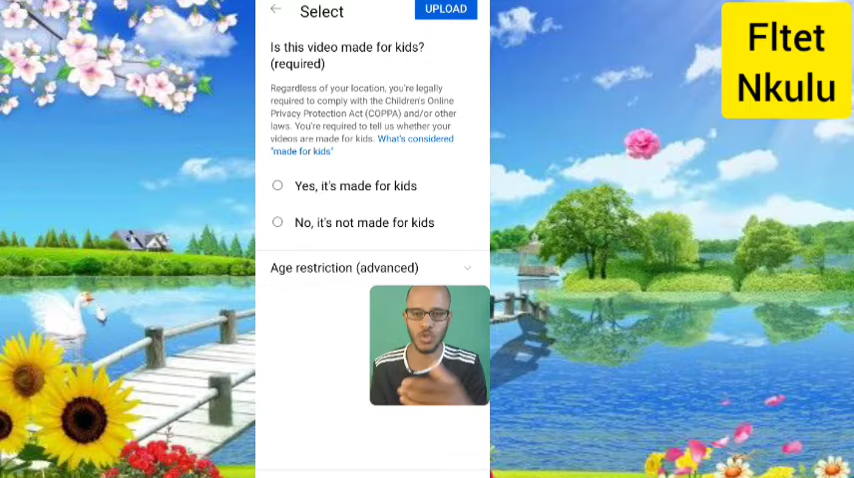 Select
UPLOAD
Is this video made for kids?
(required)
Regardless of your location, you're legally
required to comply with the Children's Online
Privacy Protection Act (COPPA) and/or other
laws. You're required to tell us whether your
videos are made for kids. What's considered
"made for kids"
Yes, it's made for kids
No, it's not made for kids
Age restriction (advanced)
Fltet
Nkulu